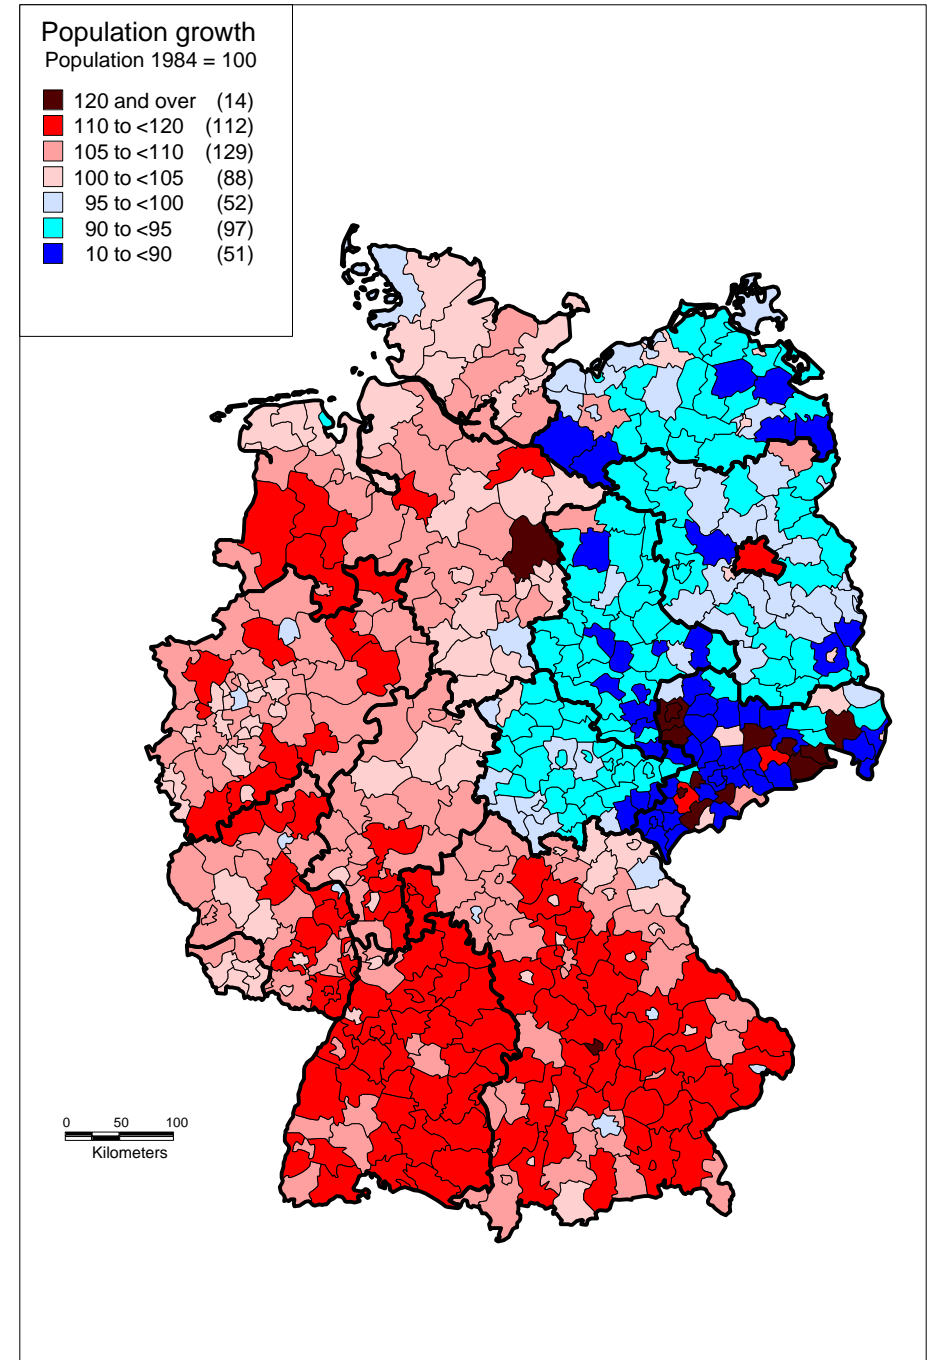 Population growth
Population 1984 = 100
120 and over (14)
110 to <120 (112)
105 to <110 (129)
100 to <105 (88)
95 to <100 (52)
90 to <95 (97)
10 to <90 (51)
0 50 100
Kilometers